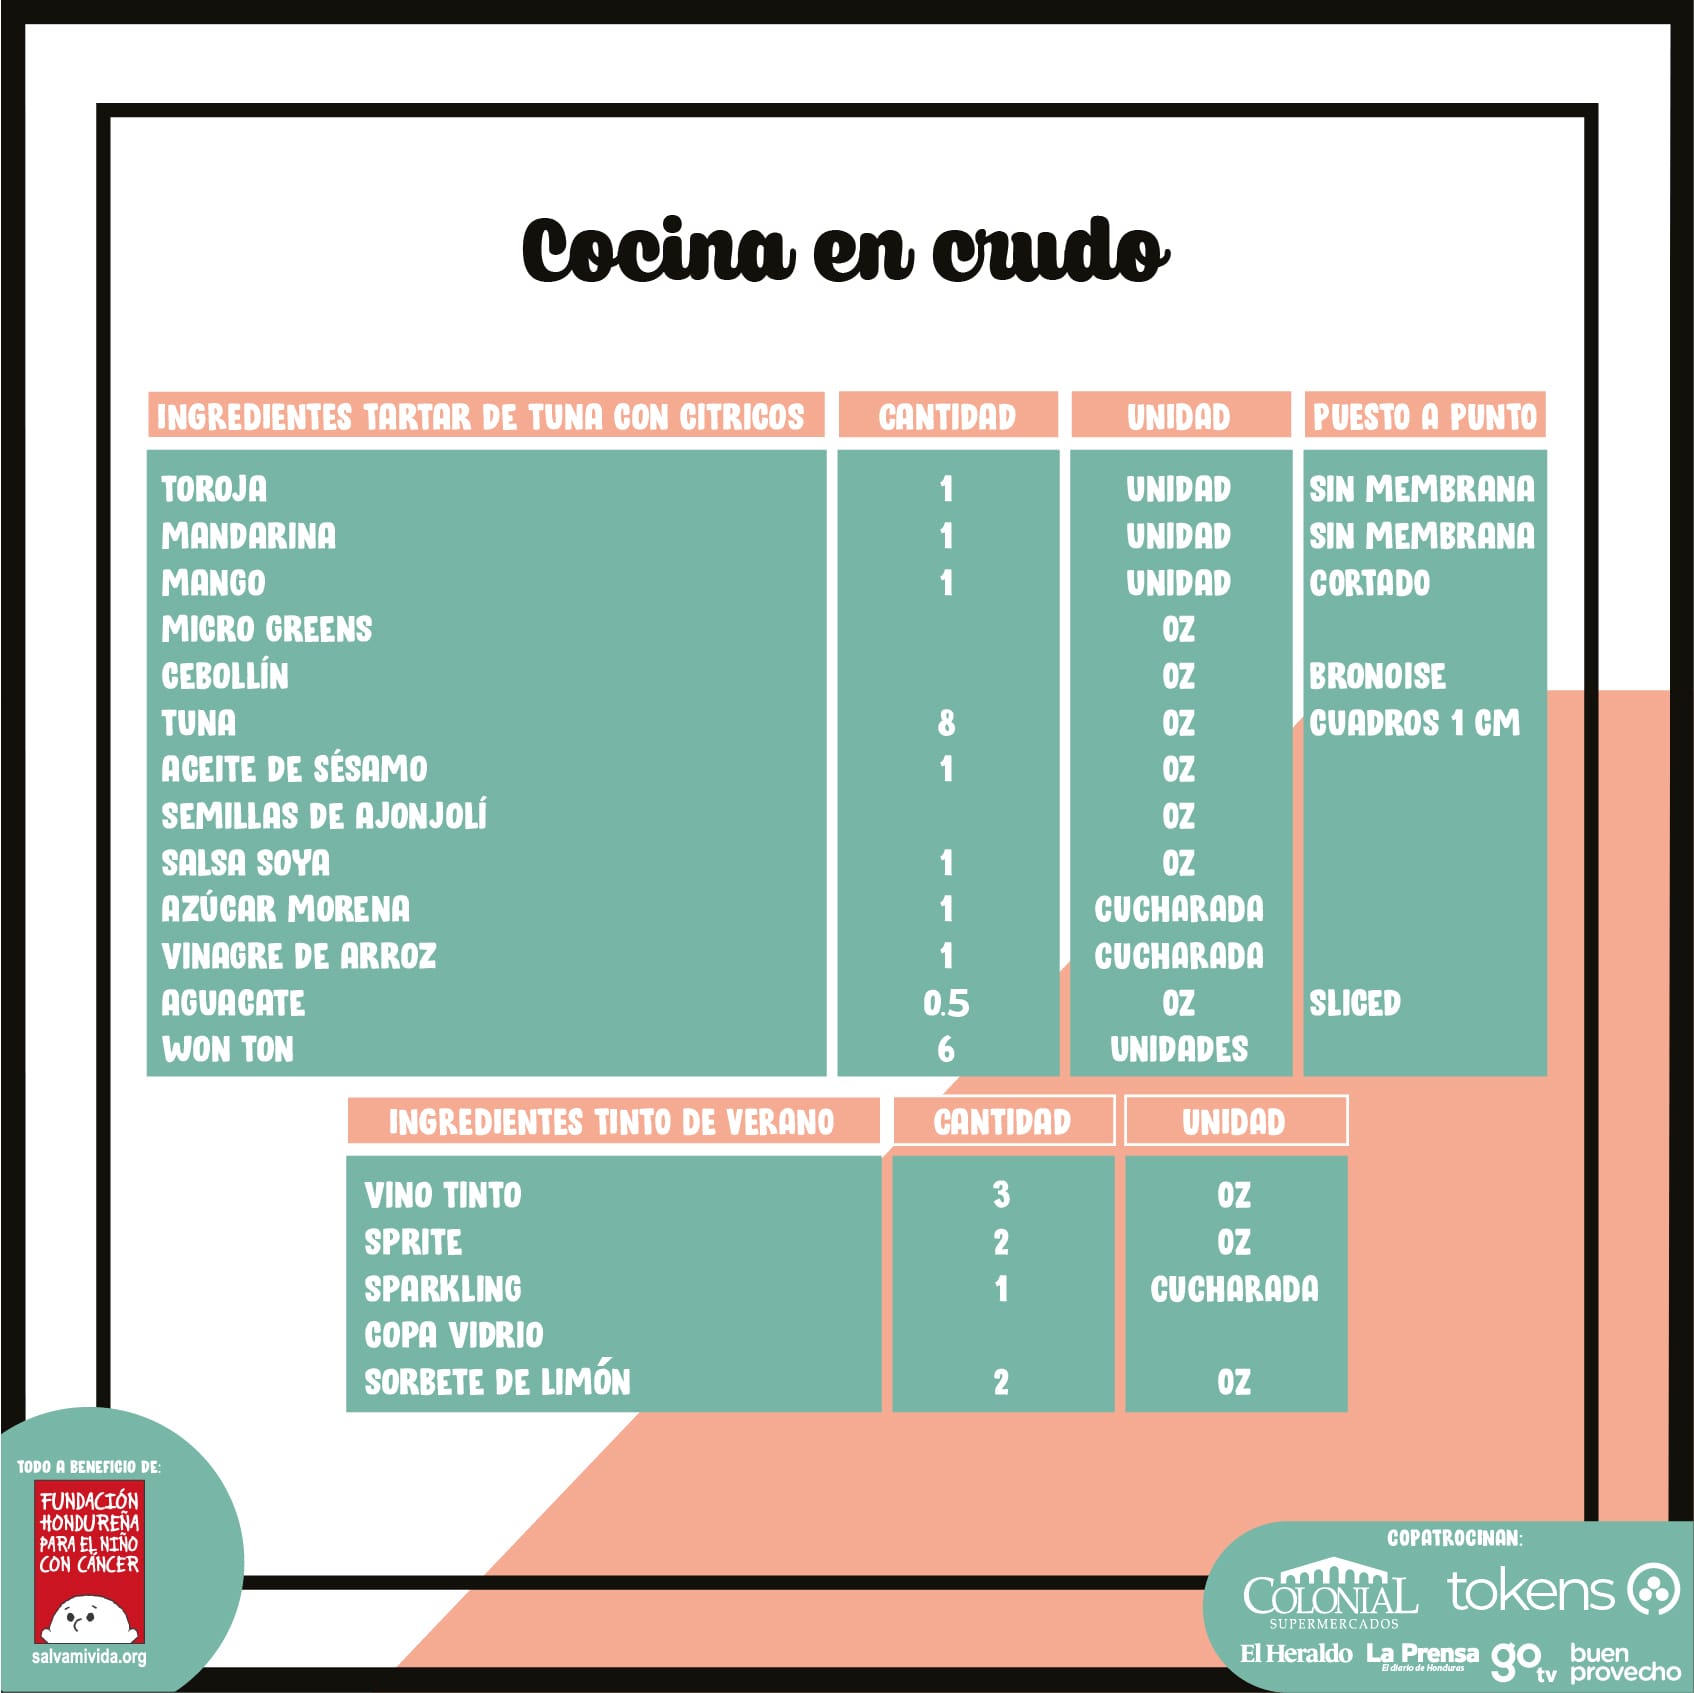 Cocina en crudo
INGREDIENTES TARTAR DE TUNA CON CITRICOS CANTIDAD UNIDAD PUESTO A PUNTO
TOROJA 1 UNIDAD SIN MEMBRANA
MANDARINA 1 UNIDAD SIN MEMBRANA
MANGO 1 UNIDAD CORTADO
MICRO GREENS OZ
CEBOLLÍN OZ BRONOISE
TUNA 8 OZ CUADROS 1 CM
ACEITE DE SÉSAMO 1 OZ
SEMILLAS DE AJONJOLÍ OZ
SALSA SOYA 1 OZ
AZÚCAR MORENA 1 CUCHARADA
VINAGRE DE ARROZ 1 CUCHARADA
AGUACATE 0.5 OZ SLICED
WON TON 6 UNIDADES
INGREDIENTES TINTO DE VERANO CANTIDAD UNIDAD
VINO TINTO 3 OZ
SPRITE 2 OZ
SPARKLING 1 CUCHARADA
COPA VIDRIO
SORBETE DE LIMÓN 2 OZ
TODO A BENEFICIO DE:
FUNDACIÓN
HONDUREÑA
PARA EL NIÑO
CON CÁNCER
salvamivida.org
COPATROCINAN:
COLONIAL
SUPERMERCADOS
tokens
El Heraldo
La Prensa
El diario de Honduras
go
tv
buen
provecho